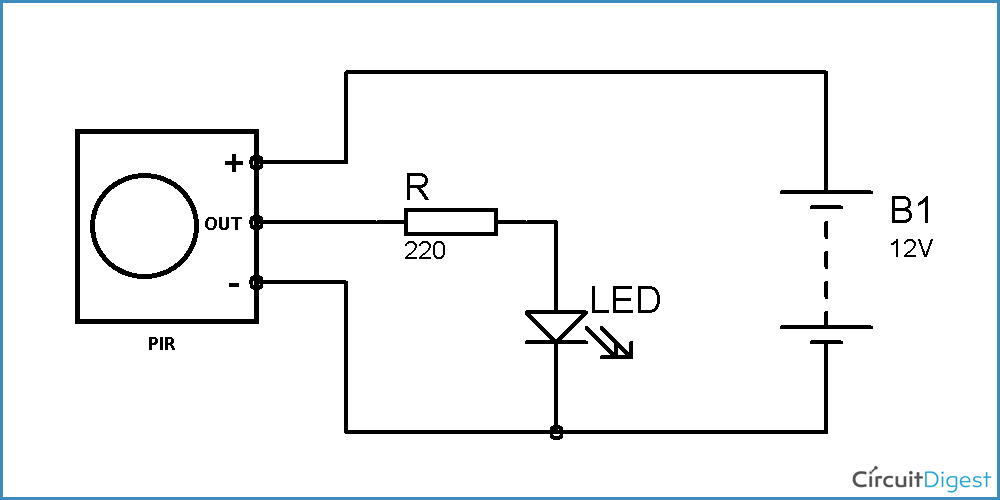 +
OUT
-
PIR
R
220
LED
B1
12V
CircuitDigest